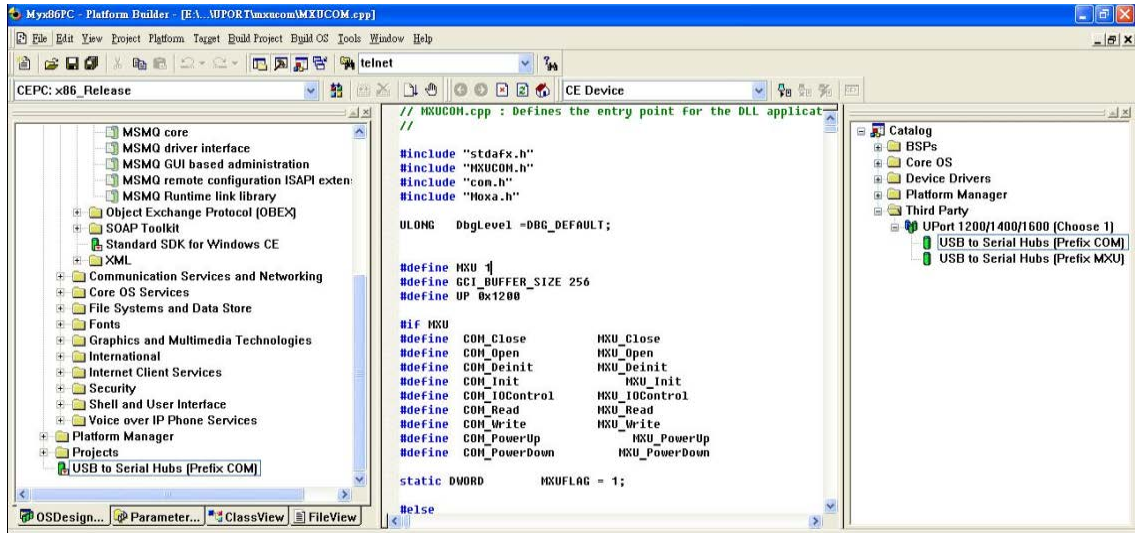 Myx86PC - Platform Builder - [E:\...\UPORT\mxucom\MXUCOM.cpp]
File Edit View Project Platform Target Build Project Build OS Tools Window Help
telnet
CEPC: x86_Release
CE Device
MSMQ core
MSMQ driver interface
MSMQ GUI based administration
MSMQ remote configuration ISAPI exten
MSMQ Runtime link library
Object Exchange Protocol (OBEX)
SOAP Toolkit
Standard SDK for Windows CE
XML
Communication Services and Networking
Core OS Services
File Systems and Data Store
Fonts
Graphics and Multimedia Technologies
International
Internet Client Services
Security
Shell and User Interface
Voice over IP Phone Services
Platform Manager
Projects
USB to Serial Hubs (Prefix COM)
OSDesign... Parameter... ClassView FileView
// MXUCOM.cpp : Defines the entry point for the DLL applicat
//
#include "stdafx.h"
#include "MXUCOM.h"
#include "com.h"
#include "Moxa.h"
ULONG DbgLevel =DBG_DEFAULT;
#define MXU 1
#define GCI_BUFFER_SIZE 256
#define UP 0x1200
#if MXU
#define COM_Close MXU_Close
#define COM_Open MXU_Open
#define COM_Deinit MXU_Deinit
#define COM_Init MXU_Init
#define COM_IOControl MXU_IOControl
#define COM_Read MXU_Read
#define COM_Write MXU_Write
#define COM_PowerUp MXU_PowerUp
#define COM_PowerDown MXU_PowerDown
static DWORD MXUFLAG = 1;
#else
Catalog
BSPs
Core OS
Device Drivers
Platform Manager
Third Party
UPort 1200/1400/1600 (Choose 1)
USB to Serial Hubs (Prefix COM)
USB to Serial Hubs (Prefix MXU)